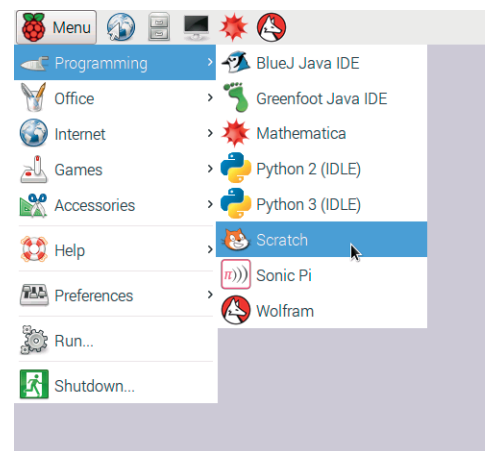 Menu
Programming
Office
Internet
Games
Accessories
Help
Preferences
Run...
Shutdown...
BlueJ Java IDE
Greenfoot Java IDE
Mathematica
Python 2 (IDLE)
Python 3 (IDLE)
Scratch
π)))
Sonic Pi
Wolfram